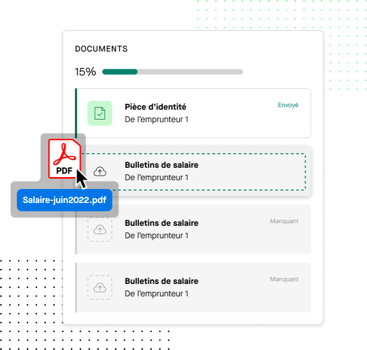 DOCUMENTS
15%
Pièce d'identité
Envoyé
De l'emprunteur 1
PDF
Salaire-juin2022.pdf
Bulletins de salaire
De l'emprunteur 1
Bulletins de salaire
Manquant
De l'emprunteur 1
Bulletins de salaire
Manquant
De l'emprunteur 1